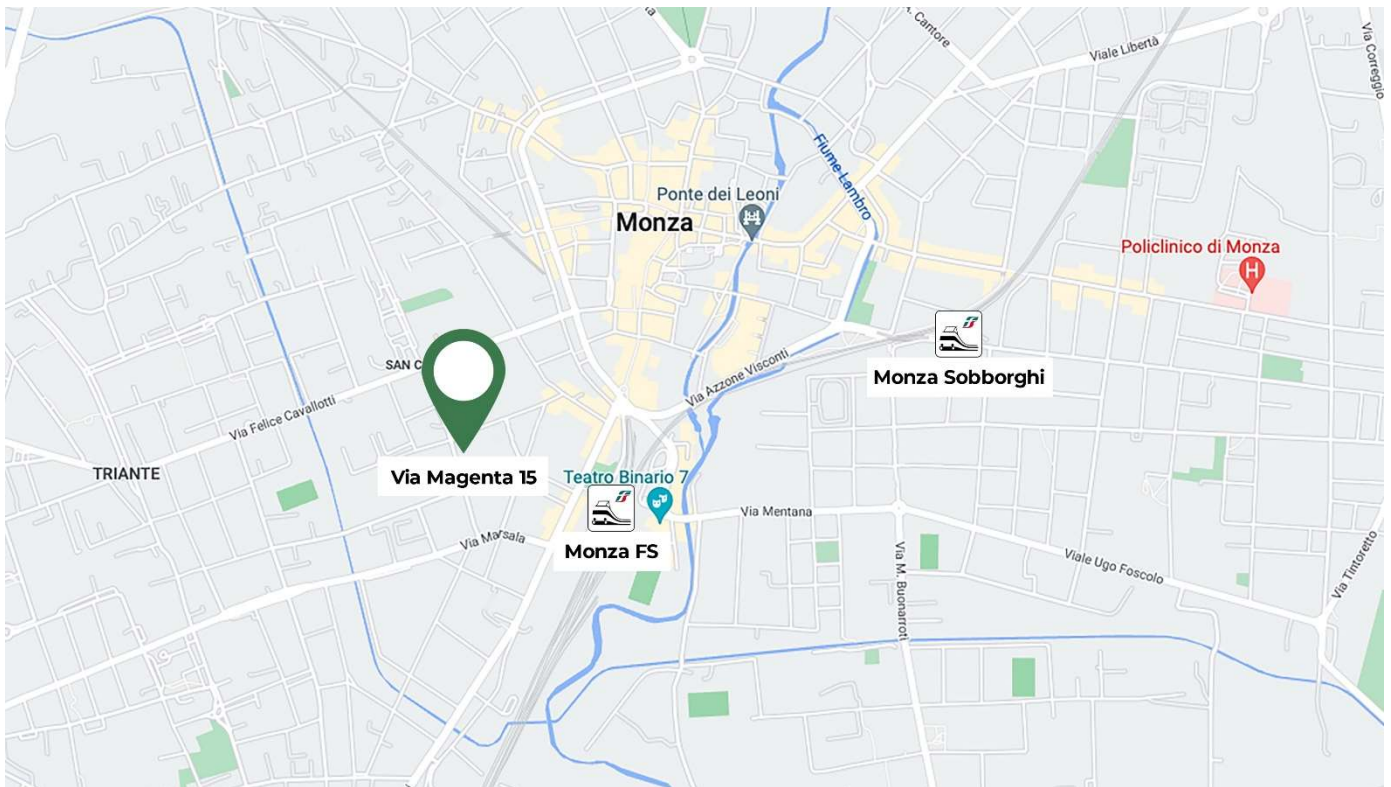 A. Cantore
Viale Libertà
Via Correggio
Fiume Lambro
Ponte dei Leoni
Monza
Policlinico di Monza
H
Via Azzone Visconti
SAN C
Monza Sobborghi
Via Felice Cavallotti
TRIANTE
Via Magenta 15
Teatro Binario 7
Via Mentana
Via Marsala
Monza FS
Via M. Buonarroti
Viale Ugo Foscolo
Via Tintoretto